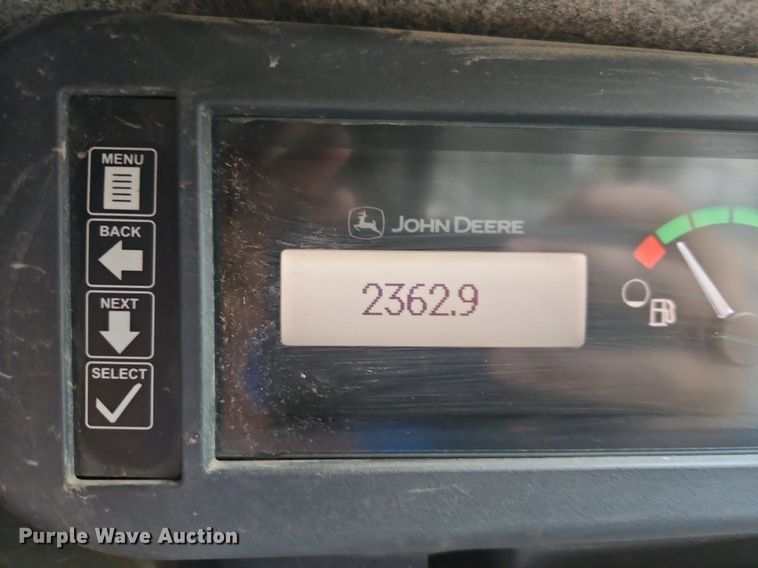 MENU
BACK
NEXT
SELECT
JOHN DEERE
2362.9
Purple Wave Auction